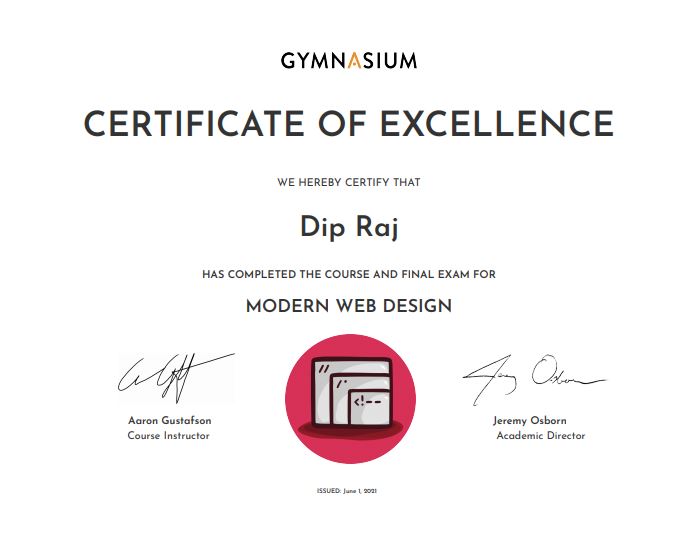 GYMNASIUM
CERTIFICATE OF EXCELLENCE
WE HEREBY CERTIFY THAT
Dip Raj
HAS COMPLETED THE COURSE AND FINAL EXAM FOR
MODERN WEB DESIGN
//
/·
<!--
Aaron Gustafson
Course Instructor
Jeremy Osborn
Academic Director
ISSUED: June 1, 2021